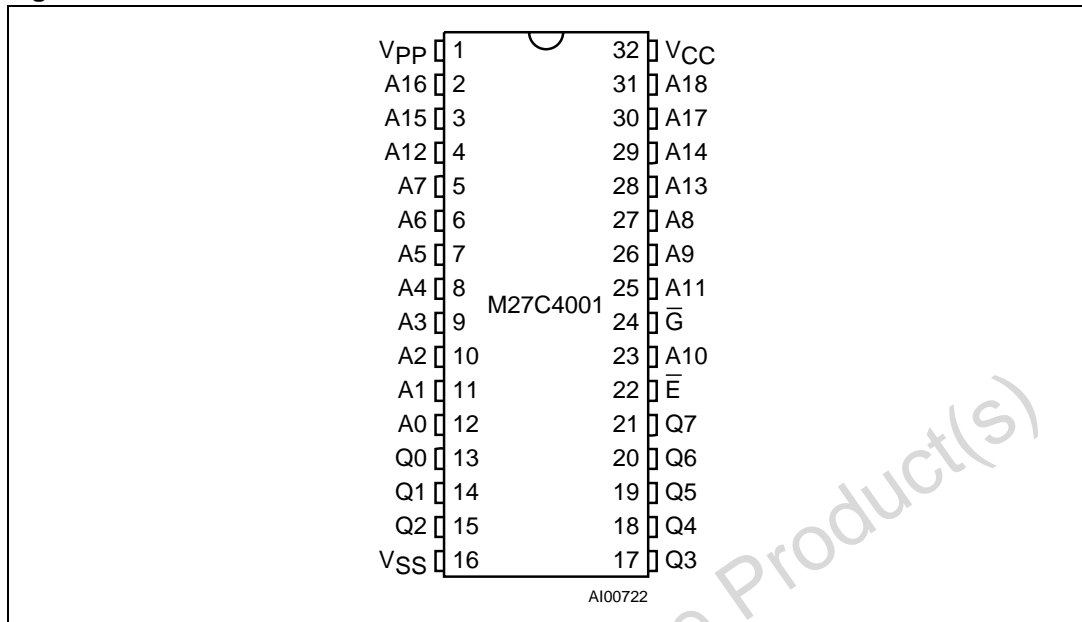 VPP 1 32 VCC
A16 2 31 A18
A15 3 30 A17
A12 4 29 A14
A7 5 28 A13
A6 6 27 A8
A5 7 26 A9
A4 8 25 A11
M27C4001
A3 9 24 G̅
A2 10 23 A10
A1 11 22 E̅
A0 12 21 Q7
Q0 13 20 Q6
Q1 14 19 Q5
Q2 15 18 Q4
VSS 16 17 Q3
AI00722
Product(s)